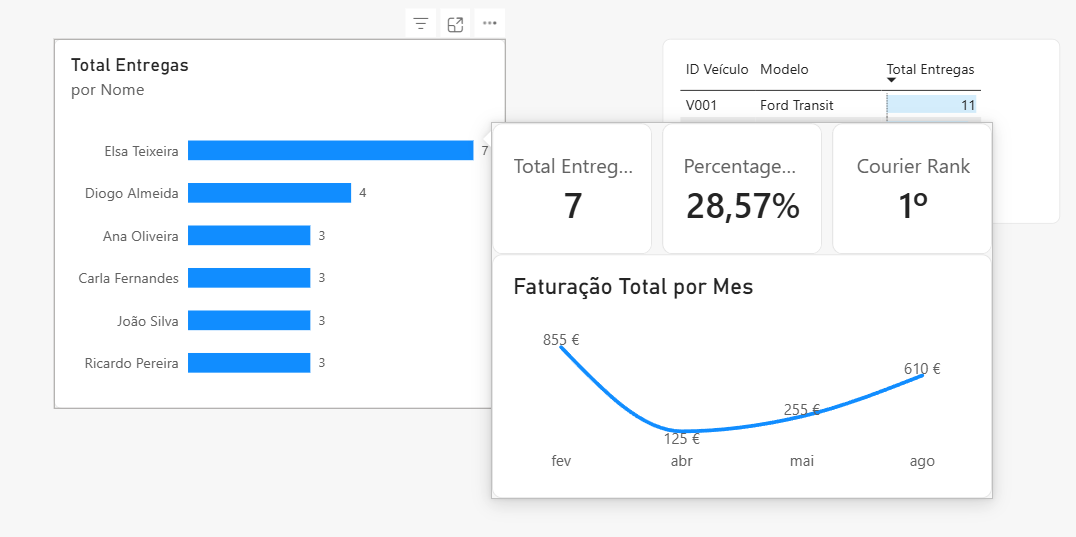 Total Entregas
por Nome
Elsa Teixeira 7
Diogo Almeida 4
Ana Oliveira 3
Carla Fernandes 3
João Silva 3
Ricardo Pereira 3
ID Veículo Modelo Total Entregas
V001 Ford Transit 11
Total Entreg... Percentage... Courier Rank
7 28,57% 1º
Faturação Total por Mes
855 €
610 €
255 €
125 €
fev abr mai ago